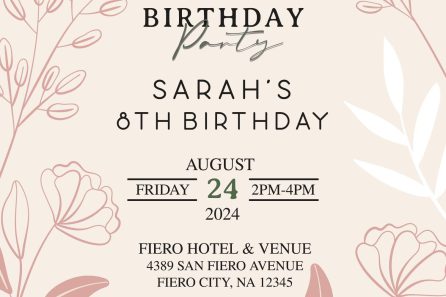 BIRTHDAY
Party
SARAH'S
8TH BIRTHDAY
AUGUST
FRIDAY 24 2PM-4PM
2024
FIERO HOTEL & VENUE
4389 SAN FIERO AVENUE
FIERO CITY, NA 12345